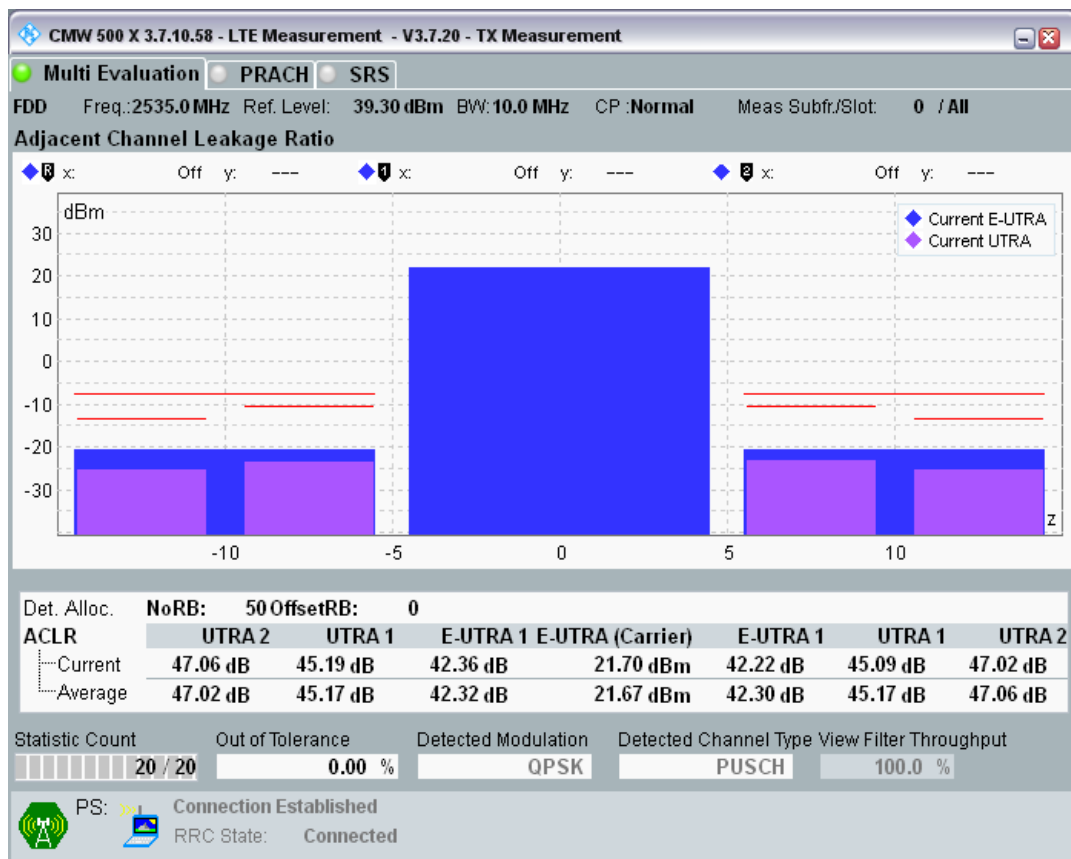 CMW 500 X 3.7.10.58 - LTE Measurement - V3.7.20 - TX Measurement
Multi Evaluation PRACH SRS
FDD Freq.:2535.0 MHz Ref. Level: 39.30 dBm BW:10.0 MHz CP :Normal Meas Subfr./Slot: 0 / All
Adjacent Channel Leakage Ratio
R x: Off y: --- 1 x: Off y: --- 2 x: Off y: ---
dBm
Current E-UTRA
Current UTRA
30
20
10
0
-10
-20
-30
z
-10 -5 0 5 10
Det. Alloc. NoRB: 50 OffsetRB: 0
ACLR UTRA 2 UTRA 1 E-UTRA 1 E-UTRA (Carrier) E-UTRA 1 UTRA 1 UTRA 2
Current 47.06 dB 45.19 dB 42.36 dB 21.70 dBm 42.22 dB 45.09 dB 47.02 dB
Average 47.02 dB 45.17 dB 42.32 dB 21.67 dBm 42.30 dB 45.17 dB 47.06 dB
Statistic Count Out of Tolerance Detected Modulation Detected Channel Type View Filter Throughput
20 / 20 0.00 % QPSK PUSCH 100.0 %
PS: Connection Established
RRC State: Connected